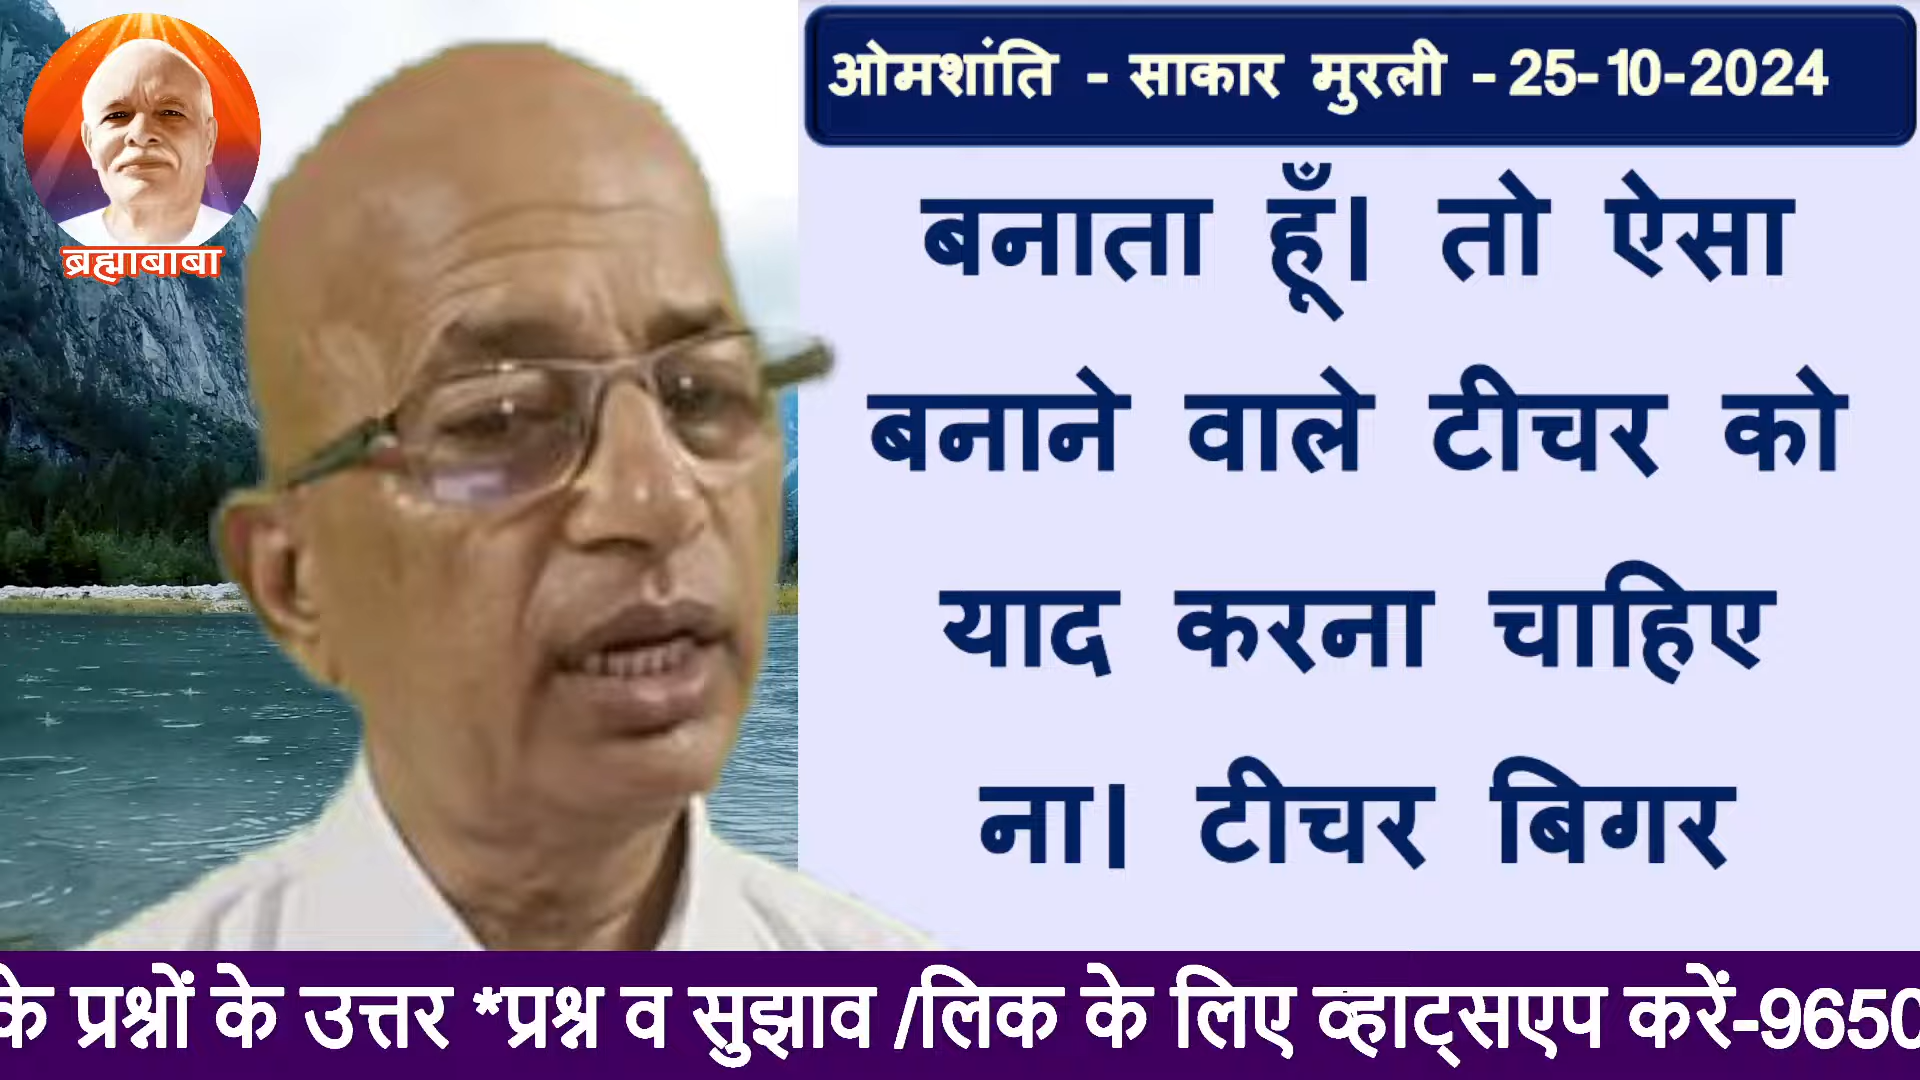 ओमशांति - साकार मुरली - 25-10-2024
ब्रह्माबाबा
बनाता हूँ। तो ऐसा
बनाने वाले टीचर को
याद करना चाहिए
ना। टीचर बिगर
के प्रश्नों के उत्तर *प्रश्न व सुझाव /लिक के लिए व्हाट्सएप करें-9650